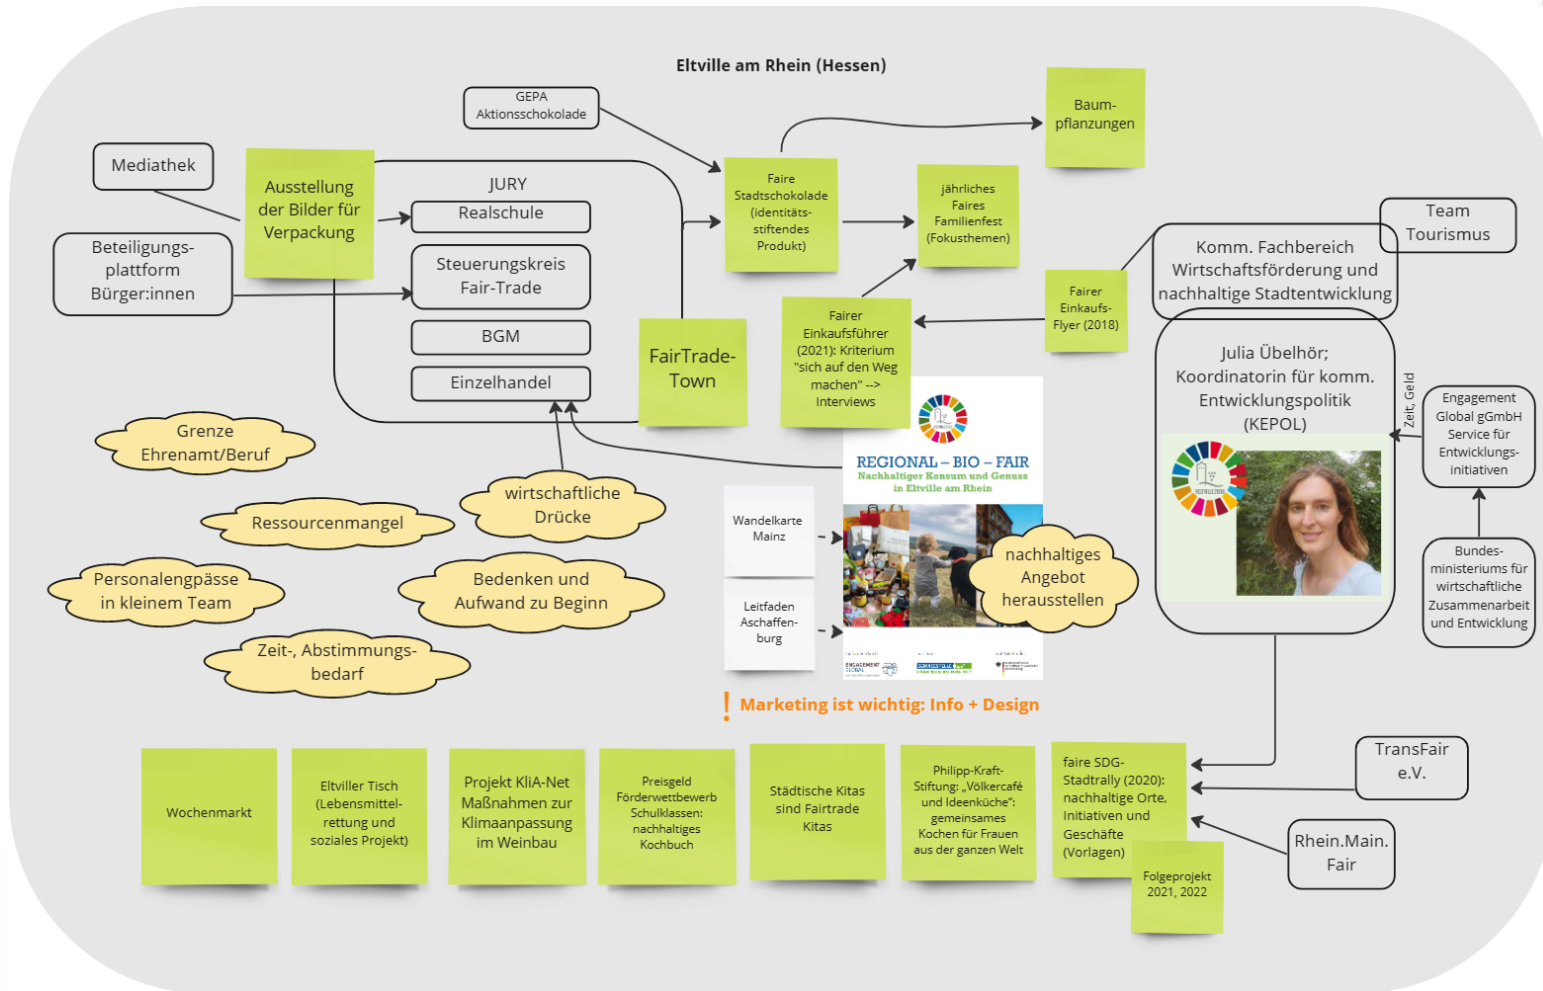 Eltville am Rhein (Hessen)
GEPA
Aktionsschokolade
Baum-
pflanzungen
Mediathek
Ausstellung
der Bilder für
Verpackung
JURY
Realschule
Steuerungskreis
Fair-Trade
BGM
Einzelhandel
Beteiligungs-
plattform
Bürger:innen
Faire
Stadtschokolade
(identitäts-
stiftendes
Produkt)
jährliches
Faires
Familienfest
(Fokusthemen)
Team
Tourismus
Komm. Fachbereich
Wirtschaftsförderung und
nachhaltige Stadtentwicklung
Fairer
Einkaufs-
Flyer (2018)
Fairer
Einkaufsführer
(2021): Kriterium
"sich auf den Weg
machen" -->
Interviews
FairTrade-
Town
Julia Übelhör;
Koordinatorin für komm.
Entwicklungspolitik
(KEPOL)
Zeit, Geld
Engagement
Global gGmbH
Service für
Entwicklungs-
initiativen
Bundes-
ministeriums für
wirtschaftliche
Zusammenarbeit
und Entwicklung
Grenze
Ehrenamt/Beruf
Ressourcenmangel
wirtschaftliche
Drücke
Personalengpässe
in kleinem Team
Bedenken und
Aufwand zu Beginn
Zeit-, Abstimmungs-
bedarf
REGIONAL – BIO – FAIR
Nachhaltiger Konsum und Genuss
in Eltville am Rhein
Wandelkarte
Mainz
Leitfaden
Aschaffen-
burg
nachhaltiges
Angebot
herausstellen
ENGAGEMENT
GLOBAL
! Marketing ist wichtig: Info + Design
Wochenmarkt
Eltviller Tisch
(Lebensmittel-
rettung und
soziales Projekt)
Projekt KliA-Net
Maßnahmen zur
Klimaanpassung
im Weinbau
Preisgeld
Förderwettbewerb
Schulklassen:
nachhaltiges
Kochbuch
Städtische Kitas
sind Fairtrade
Kitas
Philipp-Kraft-
Stiftung: „Völkercafé
und Ideenküche“:
gemeinsames
Kochen für Frauen
aus der ganzen Welt
faire SDG-
Stadtrally (2020):
nachhaltige Orte,
Initiativen und
Geschäfte
(Vorlagen)
Folgeprojekt
2021, 2022
TransFair
e.V.
Rhein.Main.
Fair